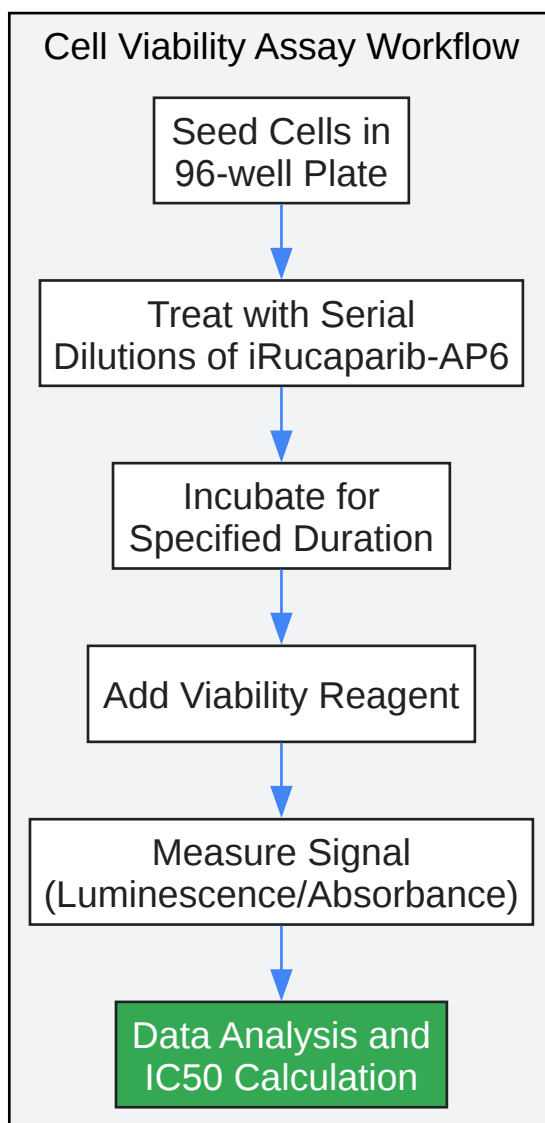 Cell Viability Assay Workflow
Seed Cells in
96-well Plate
Treat with Serial
Dilutions of iRucaparib-AP6
Incubate for
Specified Duration
Add Viability Reagent
Measure Signal
(Luminescence/Absorbance)
Data Analysis and
IC50 Calculation